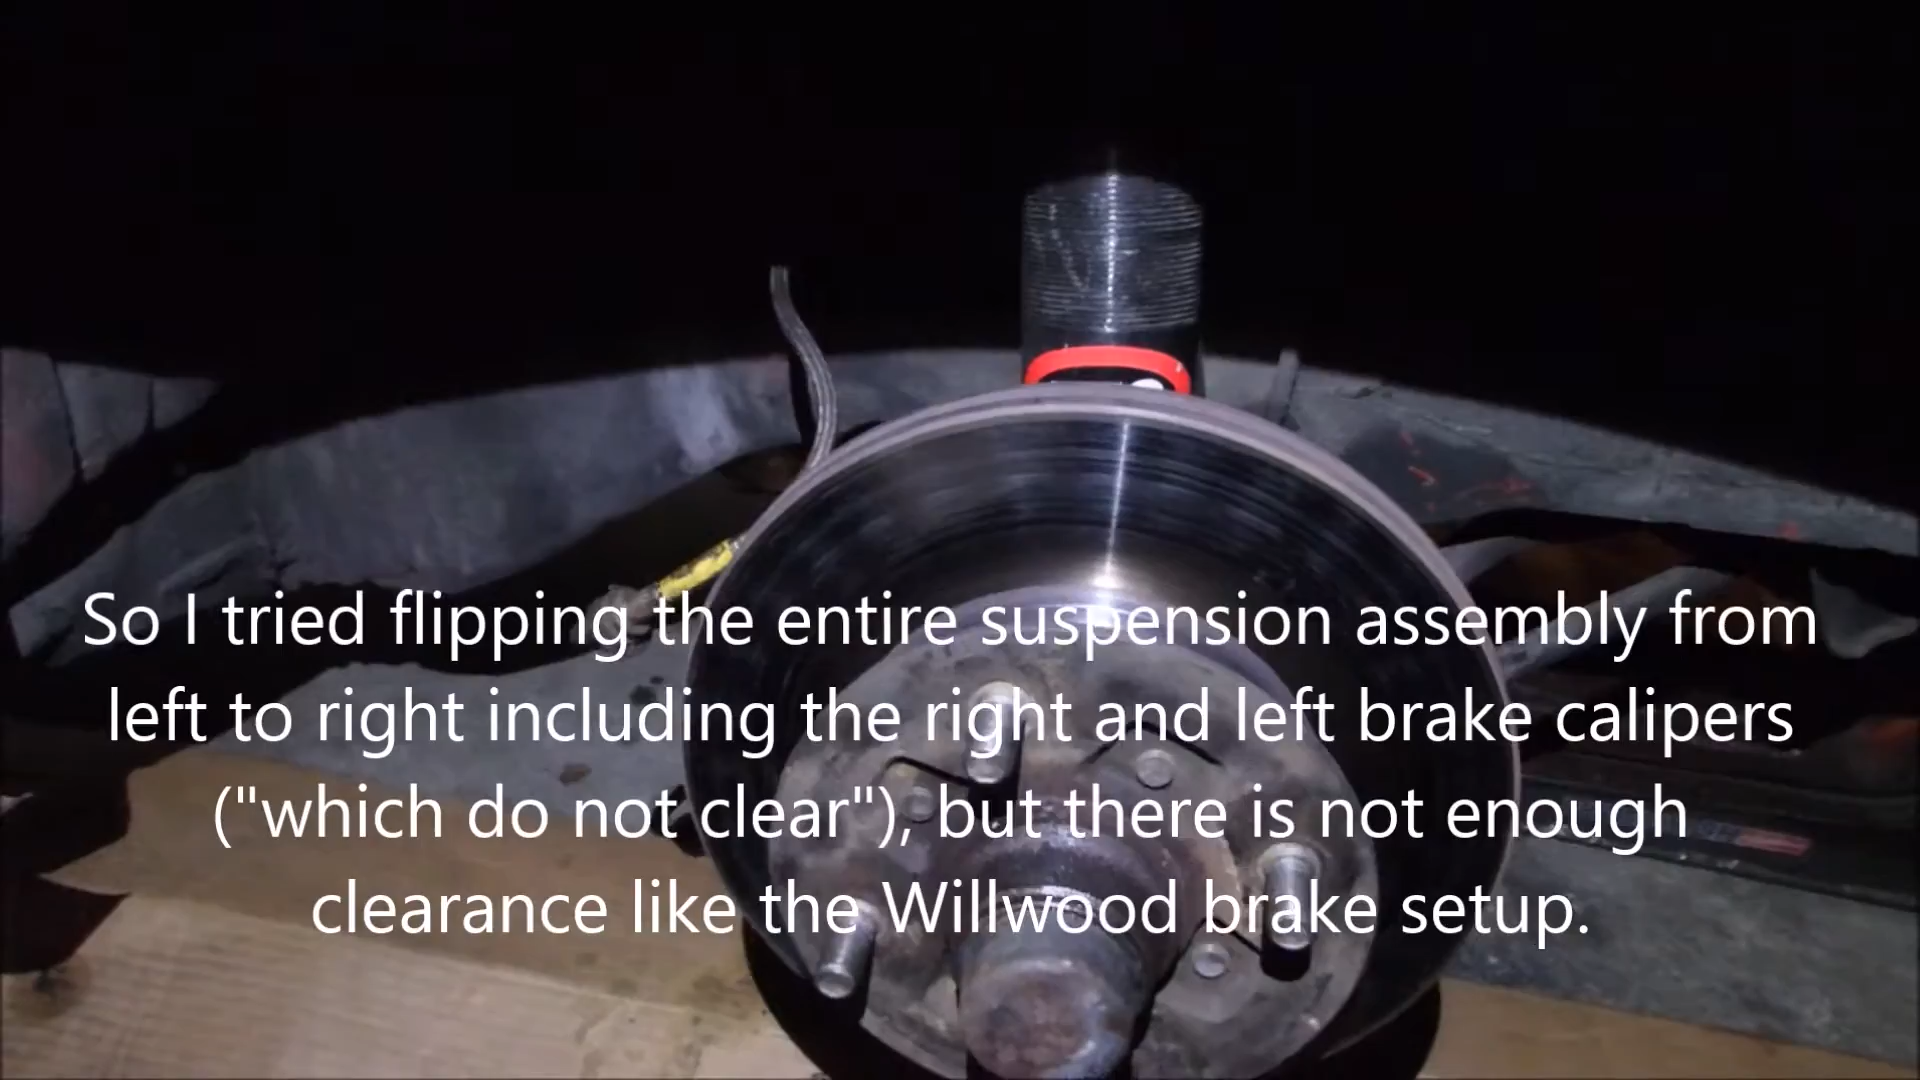 So I tried flipping the entire suspension assembly from
left to right including the right and left brake calipers
("which do not clear"), but there is not enough
clearance like the Willwood brake setup.